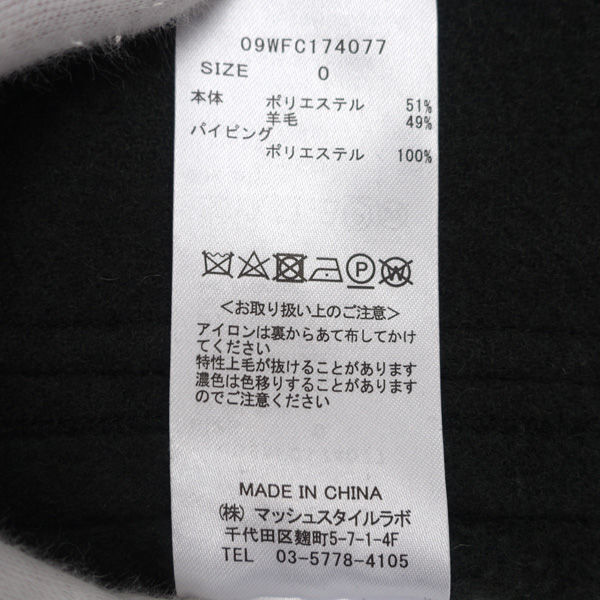 09WFC174077
SIZE 0
本体 ポリエステル 51%
羊毛 49%
パイピング
ポリエステル 100%
P W
<お取り扱い上のご注意>
アイロンは裏からあて布してかけ
てください
特性上毛が抜けることがあります
濃色は色移りすることがあります
のでご注意ください
MADE IN CHINA
(株) マッシュスタイルラボ
千代田区麹町5-7-1-4F
TEL 03-5778-4105